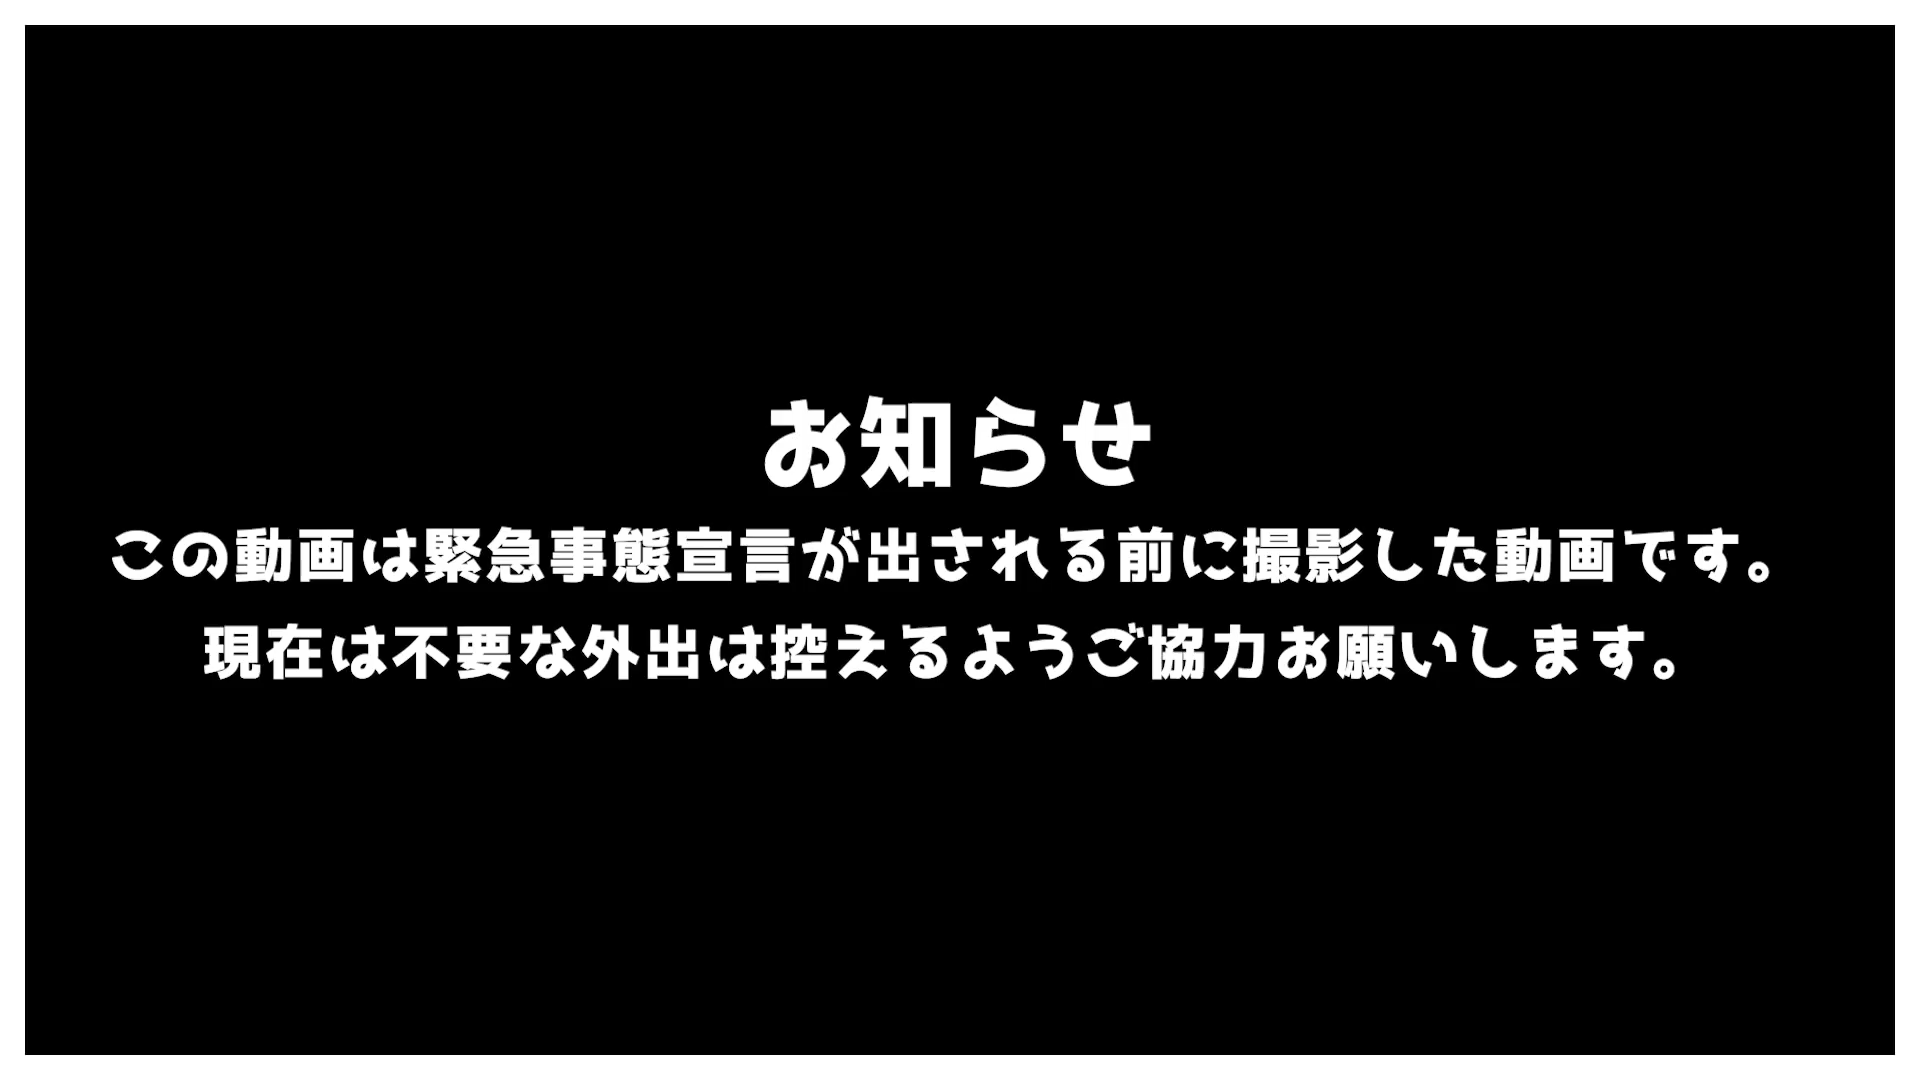 お知らせ
この動画は緊急事態宣言が出される前に撮影した動画です。
現在は不要な外出は控えるようご協力お願いします。